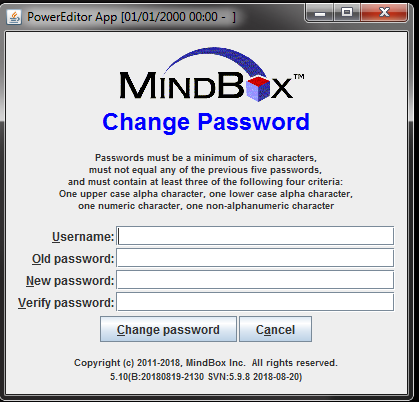 PowerEditor App [01/01/2000 00:00 - ]
MINDBOX™
Change Password
Passwords must be a minimum of six characters,
must not equal any of the previous five passwords,
and must contain at least three of the following four criteria:
One upper case alpha character, one lower case alpha character,
one numeric character, one non-alphanumeric character
Username:
Old password:
New password:
Verify password:
Change password Cancel
Copyright (c) 2011-2018, MindBox Inc. All rights reserved.
5.10(B:20180819-2130 SVN:5.9.8 2018-08-20)